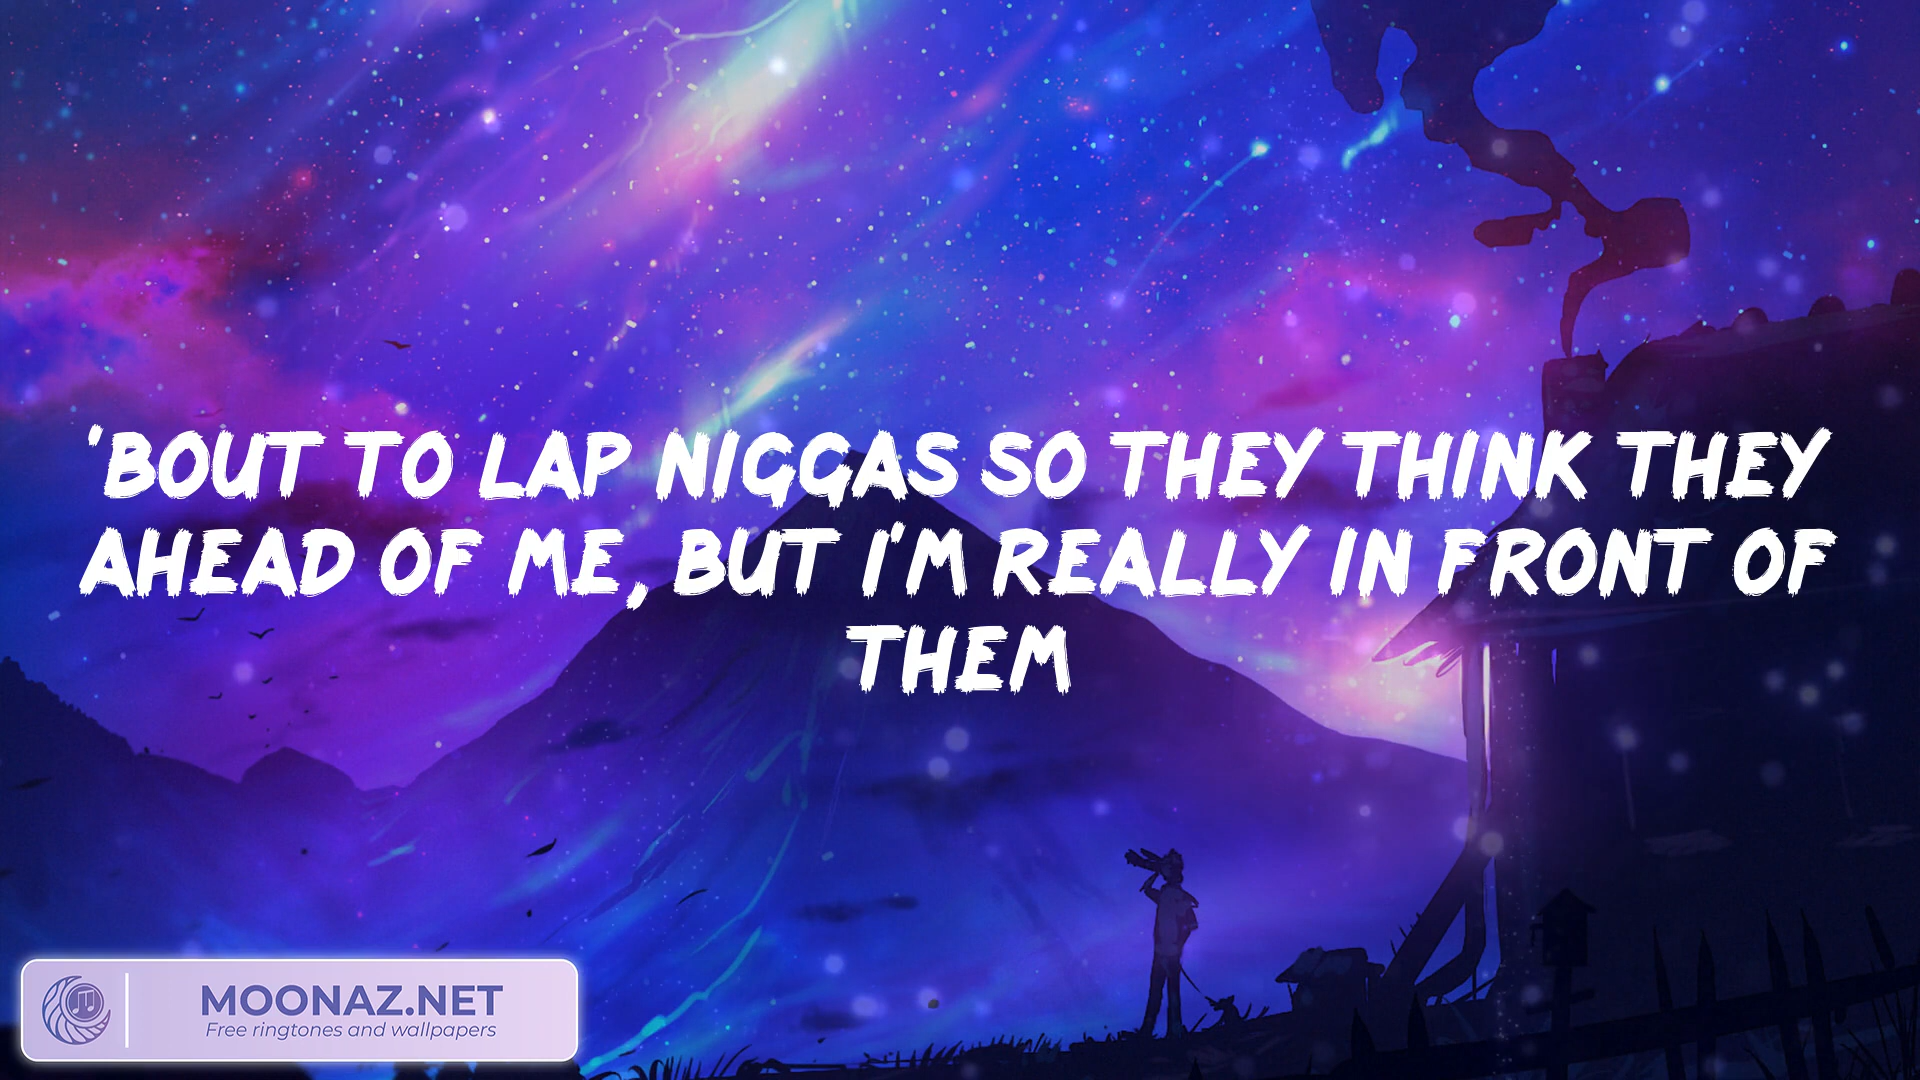 'BOUT TO LAP NIGGAS SO THEY THINK THEY
AHEAD OF ME, BUT I'M REALLY IN FRONT OF
THEM
MOONAZ.NET
Free ringtones and wallpapers